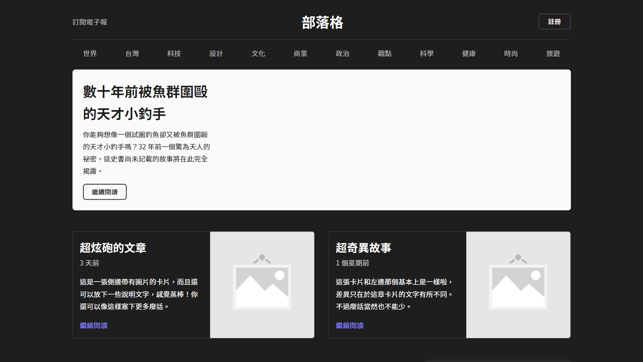 訂閱電子報
部落格
註冊
世界 台灣 科技 設計 文化 商業 政治 觀點 科學 健康 時尚 旅遊
數十年前被魚群圍毆
的天才小釣手
你能夠想像一個試圖釣魚卻又被魚群圍毆
的天才小釣手嗎？32 年前一個驚為天人的
祕密，這史書尚未記載的故事將在此完全
揭露。
繼續閱讀
超炫砲的文章
3 天前
這是一張側邊帶有圖片的卡片，而且還
可以放下一些說明文字，感覺蒸棒！你
還可以像這樣塞下更多廢話。
繼續閱讀
超奇異故事
1 個星期前
這張卡片和左邊那個基本上是一樣啦，
差異只在於這章卡片的文字有所不同。
不過廢話當然也不能少。
繼續閱讀